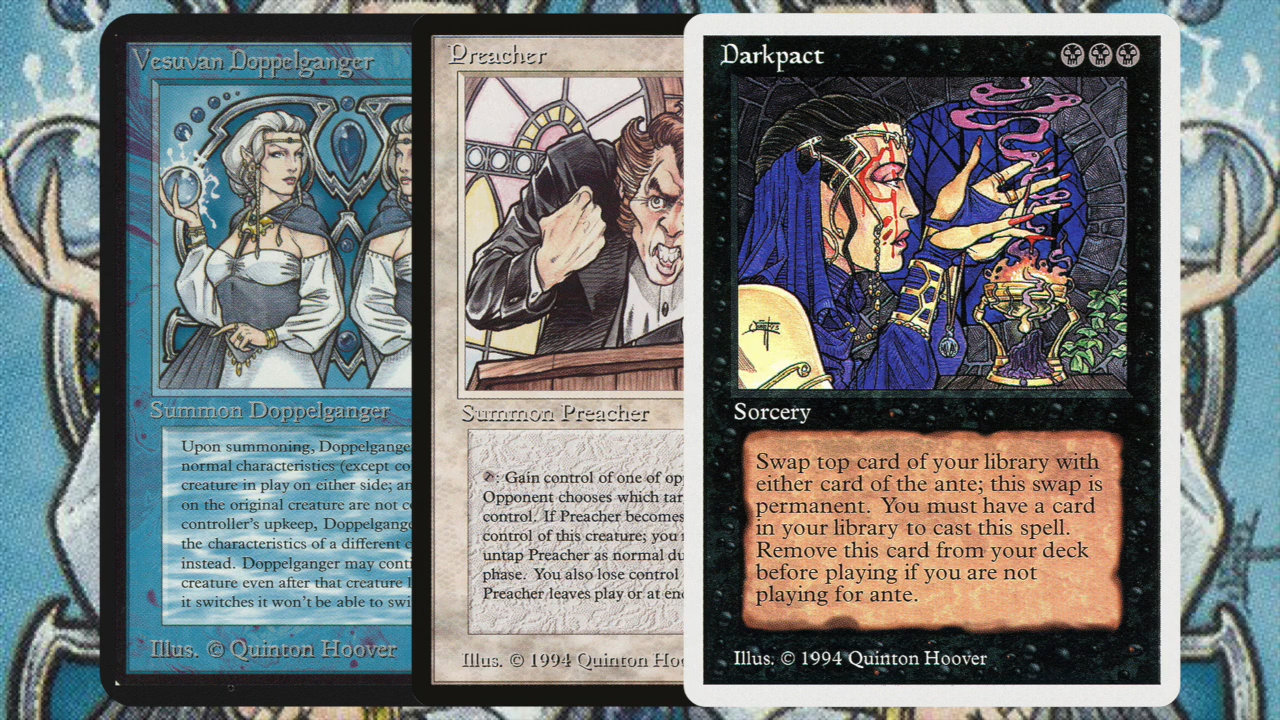 Vesuvan Doppelganger
Summon Doppelganger
Upon summoning, Doppelgange
normal characteristics (except co
creature in play on either side; an
on the original creature are not c
controller's upkeep, Doppelgange
the characteristics of a different c
instead. Doppelganger may conti
creature even after that creature
it switches it won't be able to swi
Illus. © Quinton Hoover
Preacher
Summon Preacher
: Gain control of one of opp
Opponent chooses which tar
control. If Preacher becomes
control of this creature; you
untap Preacher as normal du
phase. You also lose control
Preacher leaves play or at en
Illus. © 1994 Quinton Hoo
Darkpact
Sorcery
Swap top card of your library with
either card of the ante; this swap is
permanent. You must have a card
in your library to cast this spell.
Remove this card from your deck
before playing if you are not
playing for ante.
Illus. © 1994 Quinton Hoover